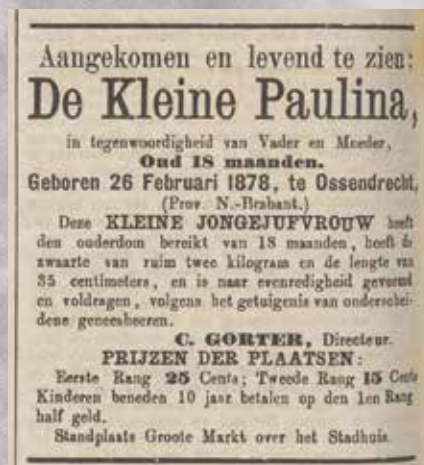 Aangekomen en levend te zien:
De Kleine Paulina,
in tegenwoordigheid van Vader en Moeder,
Oud 18 maanden.
Geboren 26 Februari 1878, te Ossendrecht,
(Prov N.-Brabant.)
Deze KLEINE JONGEJUFVROUW heeft
den ouderdom bereikt van 18 maanden, heeft de
zwaarte van ruim twee kilogram en de lengte van
35 centimeters, en is naar evenredigheid gevormd
en voldragen, volgens het getuigenis van onderschei-
dene geneesheeren.
C. GORTER, Directeur.
PRIJZEN DER PLAATSEN:
Eerste Rang 25 Cents; Tweede Rang 15 Cents
Kinderen beneden 10 jaar betalen op den 1en Rang
half geld.
Standplaats Groote Markt over het Stadhuis.